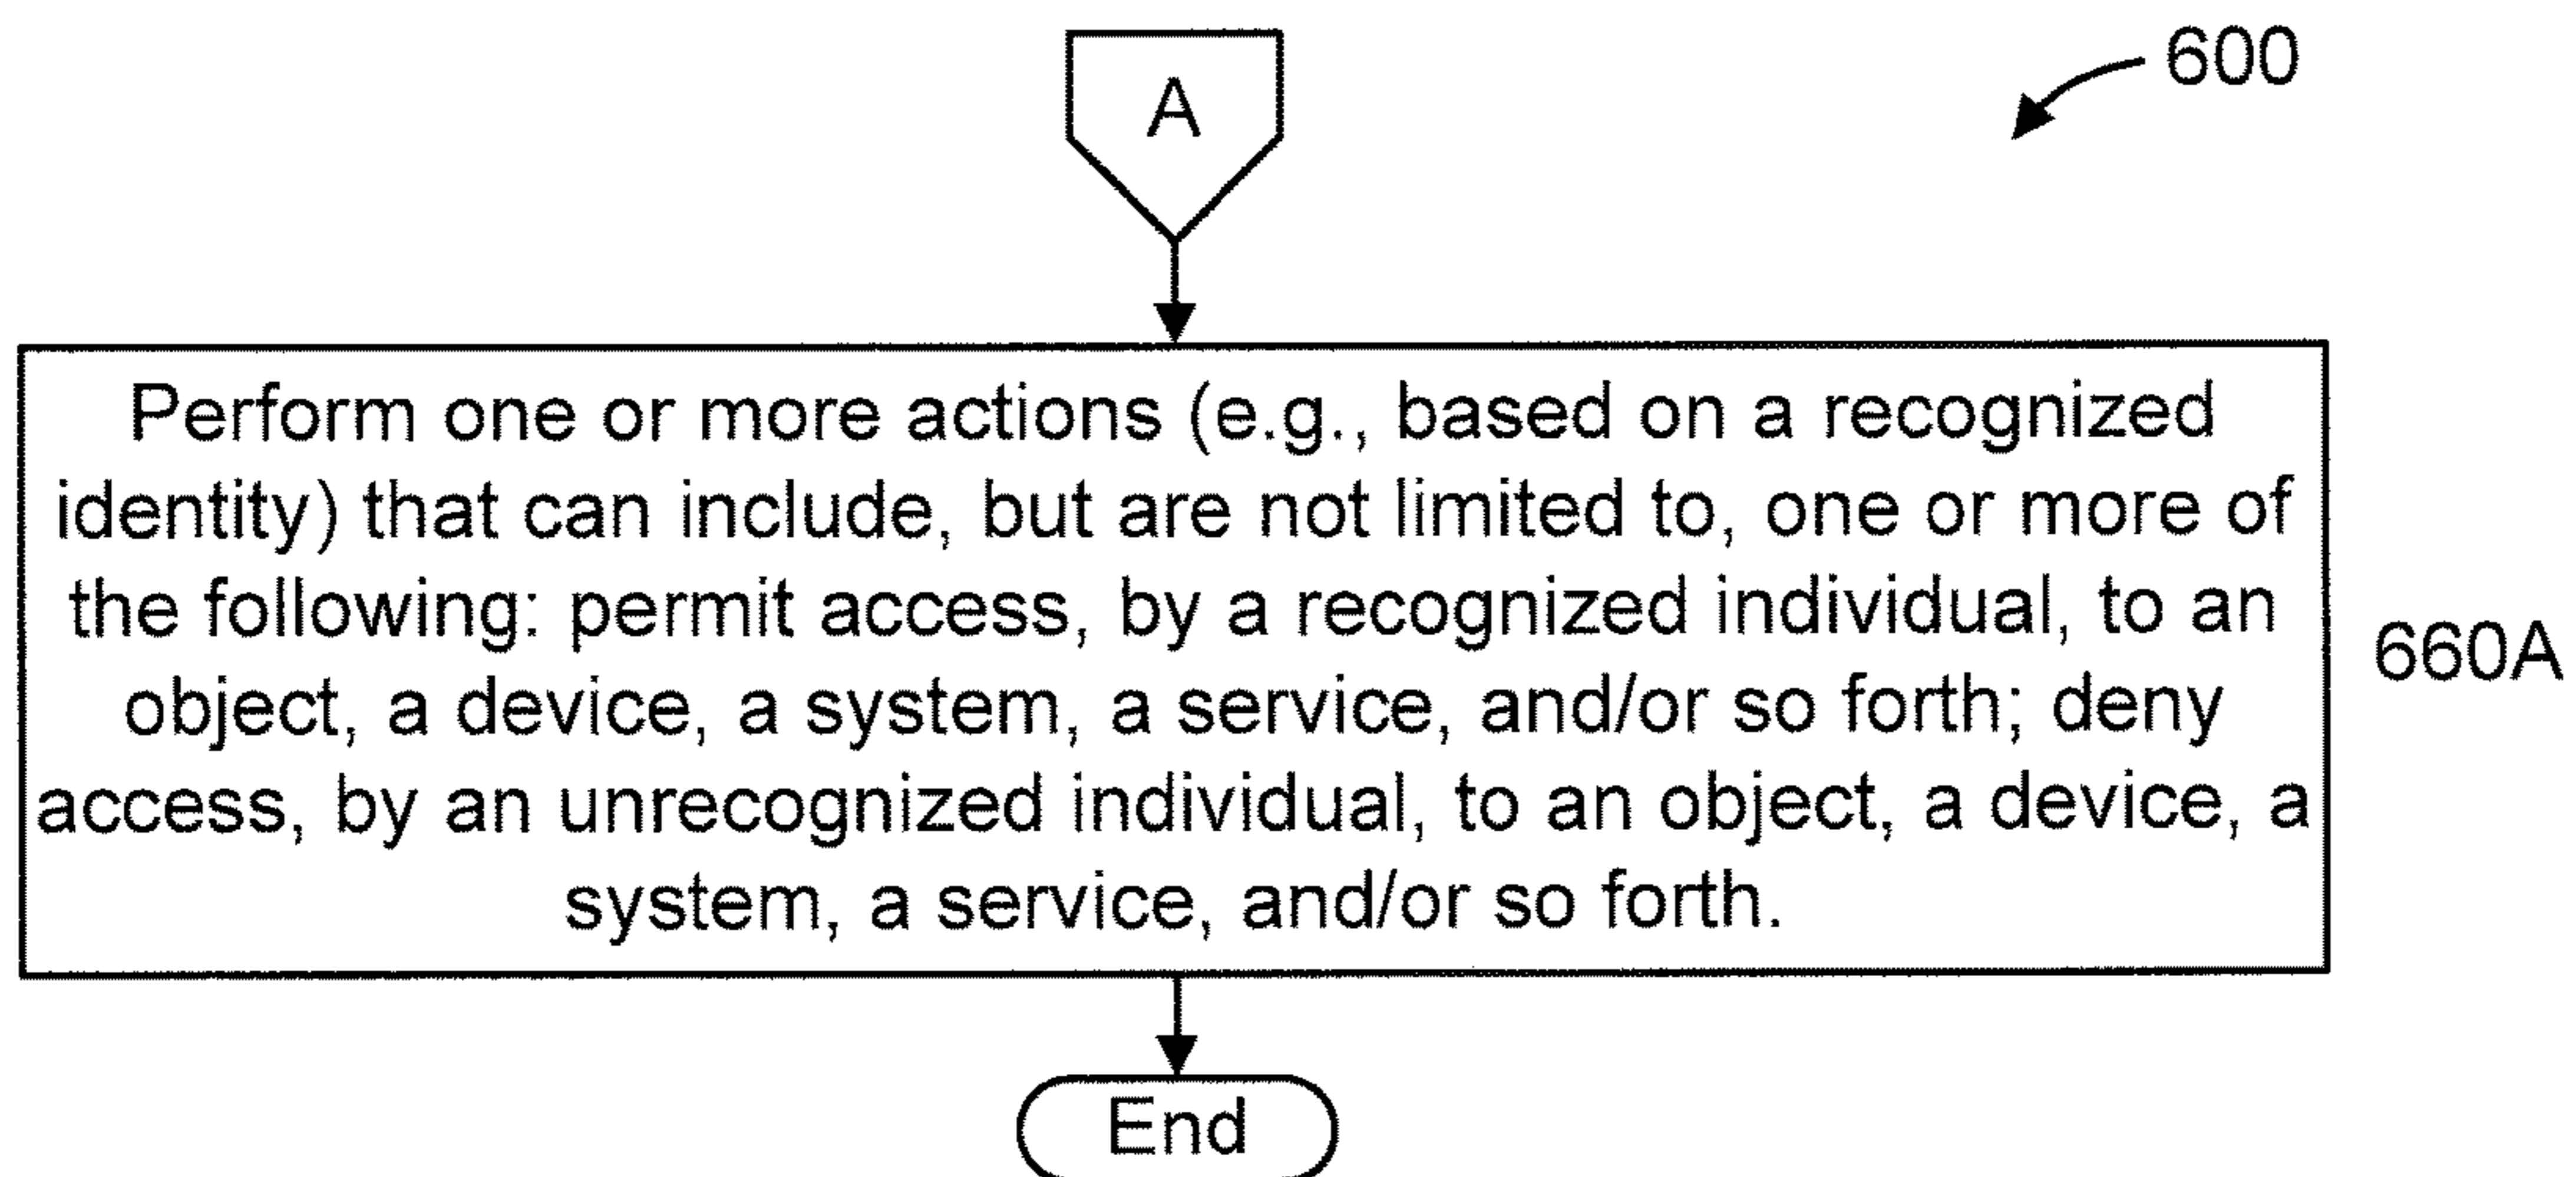 A
600
Perform one or more actions (e.g., based on a recognized
identity) that can include, but are not limited to, one or more of
the following: permit access, by a recognized individual, to an
object, a device, a system, a service, and/or so forth; deny
access, by an unrecognized individual, to an object, a device, a
system, a service, and/or so forth.
660A
End